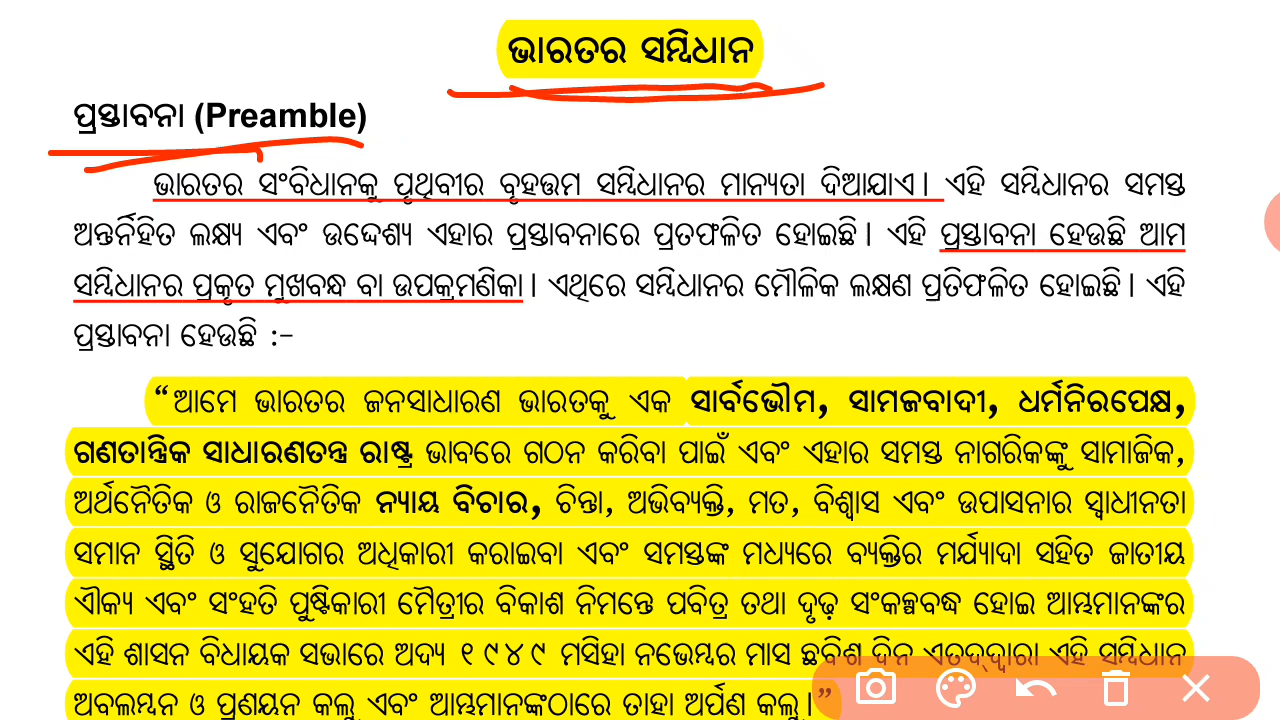 ଭାରତର ସମ୍ବିଧାନ
ପ୍ରସ୍ତାବନା (Preamble)
ଭାରତର ସଂବିଧାନକୁ ପୃଥିବୀର ବୃହତ୍ତମ ସମ୍ବିଧାନର ମାନ୍ୟତା ଦିଆଯାଏ। ଏହି ସମ୍ବିଧାନର ସମସ୍ତ
ଅନ୍ତର୍ନିହିତ ଲକ୍ଷ୍ୟ ଏବଂ ଉଦ୍ଦେଶ୍ୟ ଏହାର ପ୍ରସ୍ତାବନାରେ ପ୍ରତଫଳିତ ହୋଇଛି। ଏହି ପ୍ରସ୍ତାବନା ହେଉଛି ଆମ
ସମ୍ବିଧାନର ପ୍ରକୃତ ମୁଖବନ୍ଧ ବା ଉପକ୍ରମଣିକା। ଏଥିରେ ସମ୍ବିଧାନର ମୌଳିକ ଲକ୍ଷଣ ପ୍ରତିଫଳିତ ହୋଇଛି। ଏହି
ପ୍ରସ୍ତାବନା ହେଉଛି :-
“ଆମେ ଭାରତର ଜନସାଧାରଣ ଭାରତକୁ ଏକ ସାର୍ବଭୌମ, ସାମଜବାଦୀ, ଧର୍ମନିରପେକ୍ଷ,
ଗଣତାନ୍ତ୍ରିକ ସାଧାରଣତନ୍ତ୍ର ରାଷ୍ଟ୍ର ଭାବରେ ଗଠନ କରିବା ପାଇଁ ଏବଂ ଏହାର ସମସ୍ତ ନାଗରିକଙ୍କୁ ସାମାଜିକ,
ଅର୍ଥନୈତିକ ଓ ରାଜନୈତିକ ନ୍ୟାୟ ବିଚାର, ଚିନ୍ତା, ଅଭିବ୍ୟକ୍ତି, ମତ, ବିଶ୍ୱାସ ଏବଂ ଉପାସନାର ସ୍ୱାଧୀନତା
ସମାନ ସ୍ଥିତି ଓ ସୁଯୋଗର ଅଧିକାରୀ କରାଇବା ଏବଂ ସମସ୍ତଙ୍କ ମଧ୍ୟରେ ବ୍ୟକ୍ତିର ମର୍ଯ୍ୟାଦା ସହିତ ଜାତୀୟ
ଐକ୍ୟ ଏବଂ ସଂହତି ପୁଷ୍ଟିକାରୀ ମୈତ୍ରୀର ବିକାଶ ନିମନ୍ତେ ପବିତ୍ର ତଥା ଦୃଢ଼ ସଂକଳ୍ପବଦ୍ଧ ହୋଇ ଆମ୍ଭମାନଙ୍କର
ଏହି ଶାସନ ବିଧାୟକ ସଭାରେ ଅଦ୍ୟ ୧୯୪୯ ମସିହା ନଭେମ୍ବର ମାସ ଛବିଶ ଦିନ ଏତଦ୍‌ଦ୍ୱାରା ଏହି ସମ୍ବିଧାନ
ଅବଲମ୍ବନ ଓ ପ୍ରଣୟନ କଲୁ ଏବଂ ଆମ୍ଭମାନଙ୍କଠାରେ ତାହା ଅର୍ପଣ କଲୁ।”